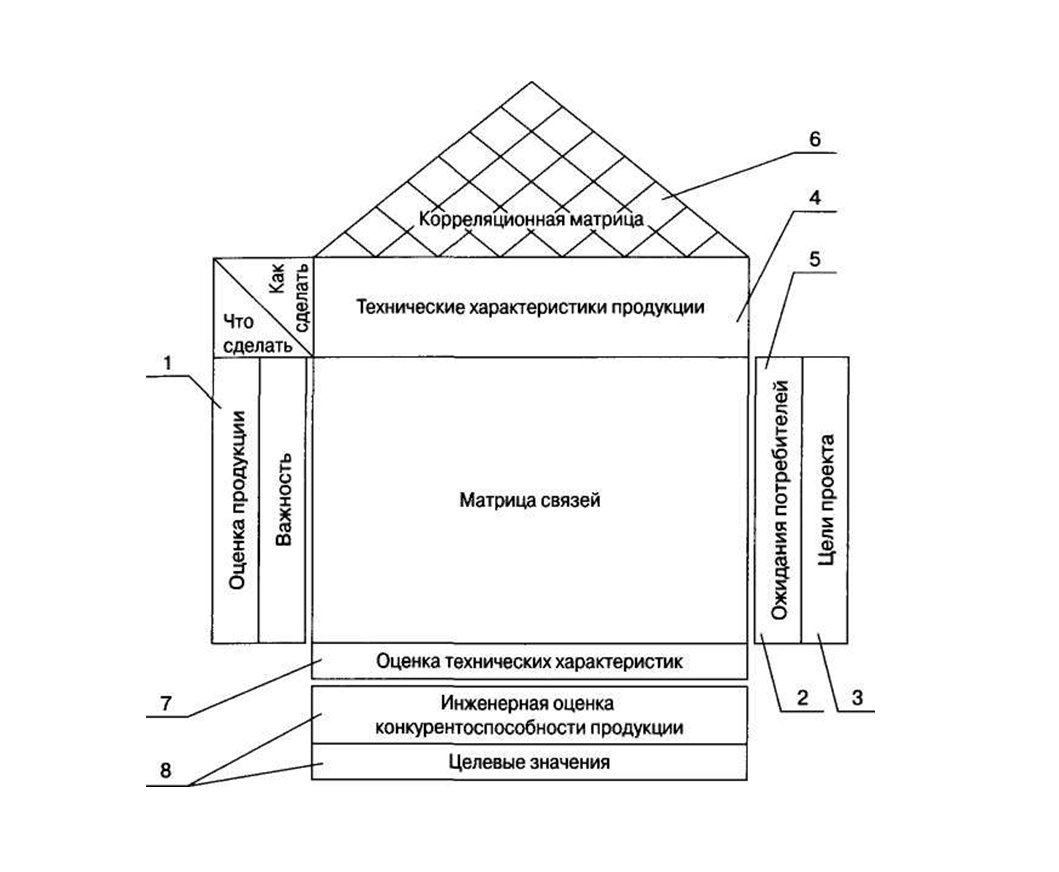 6
Корреляционная матрица
4
Как
сделать
Что
сделать
Технические характеристики продукции
5
1
Оценка продукции
Важность
Матрица связей
Ожидания потребителей
Цели проекта
Оценка технических характеристик
7
2
3
Инженерная оценка
конкурентоспособности продукции
8
Целевые значения